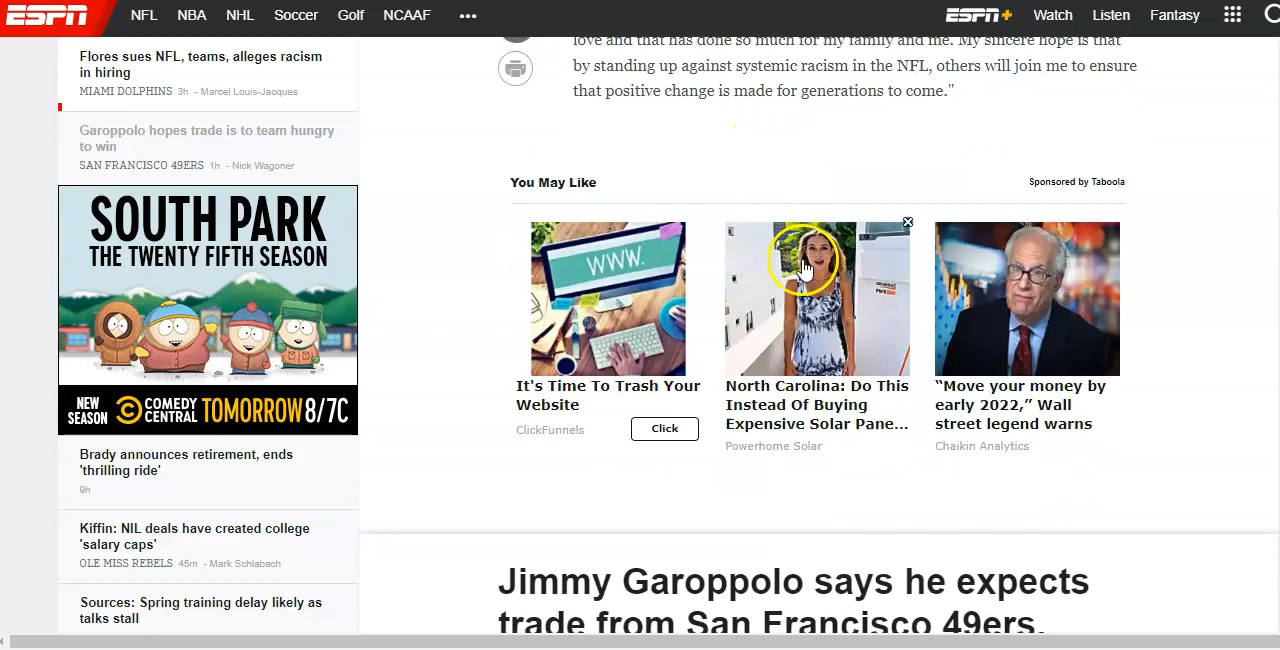 ESPN NFL NBA NHL Soccer Golf NCAAF ••• ESPN+ Watch Listen Fantasy
Flores sues NFL, teams, alleges racism
in hiring
MIAMI DOLPHINS 3h - Marcel Louis-Jacques
Garoppolo hopes trade is to team hungry
to win
SAN FRANCISCO 49ERS 1h - Nick Wagoner
SOUTH PARK
THE TWENTY FIFTH SEASON
NEW
SEASON
COMEDY
CENTRAL
TOMORROW 8/7C
Brady announces retirement, ends
'thrilling ride'
9h
Kiffin: NIL deals have created college
'salary caps'
OLE MISS REBELS 45m - Mark Schlabach
Sources: Spring training delay likely as
talks stall
love and that has done so much for my family and me. My sincere hope is that
by standing up against systemic racism in the NFL, others will join me to ensure
that positive change is made for generations to come."
You May Like
Sponsored by Taboola
WWW.
It's Time To Trash Your
Website
ClickFunnels
Click
GENERAC
PWR
North Carolina: Do This
Instead Of Buying
Expensive Solar Pane...
Powerhome Solar
“Move your money by
early 2022,” Wall
street legend warns
Chaikin Analytics
Jimmy Garoppolo says he expects
trade from San Francisco 49ers,